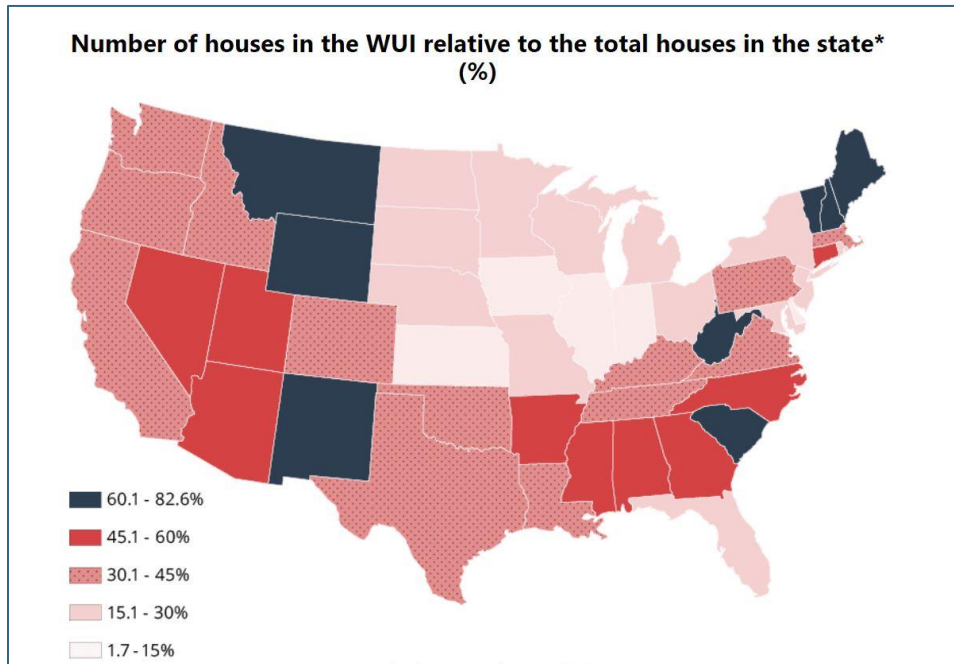 Number of houses in the WUI relative to the total houses in the state*
(%)
60.1 - 82.6%
45.1 - 60%
30.1 - 45%
15.1 - 30%
1.7 - 15%